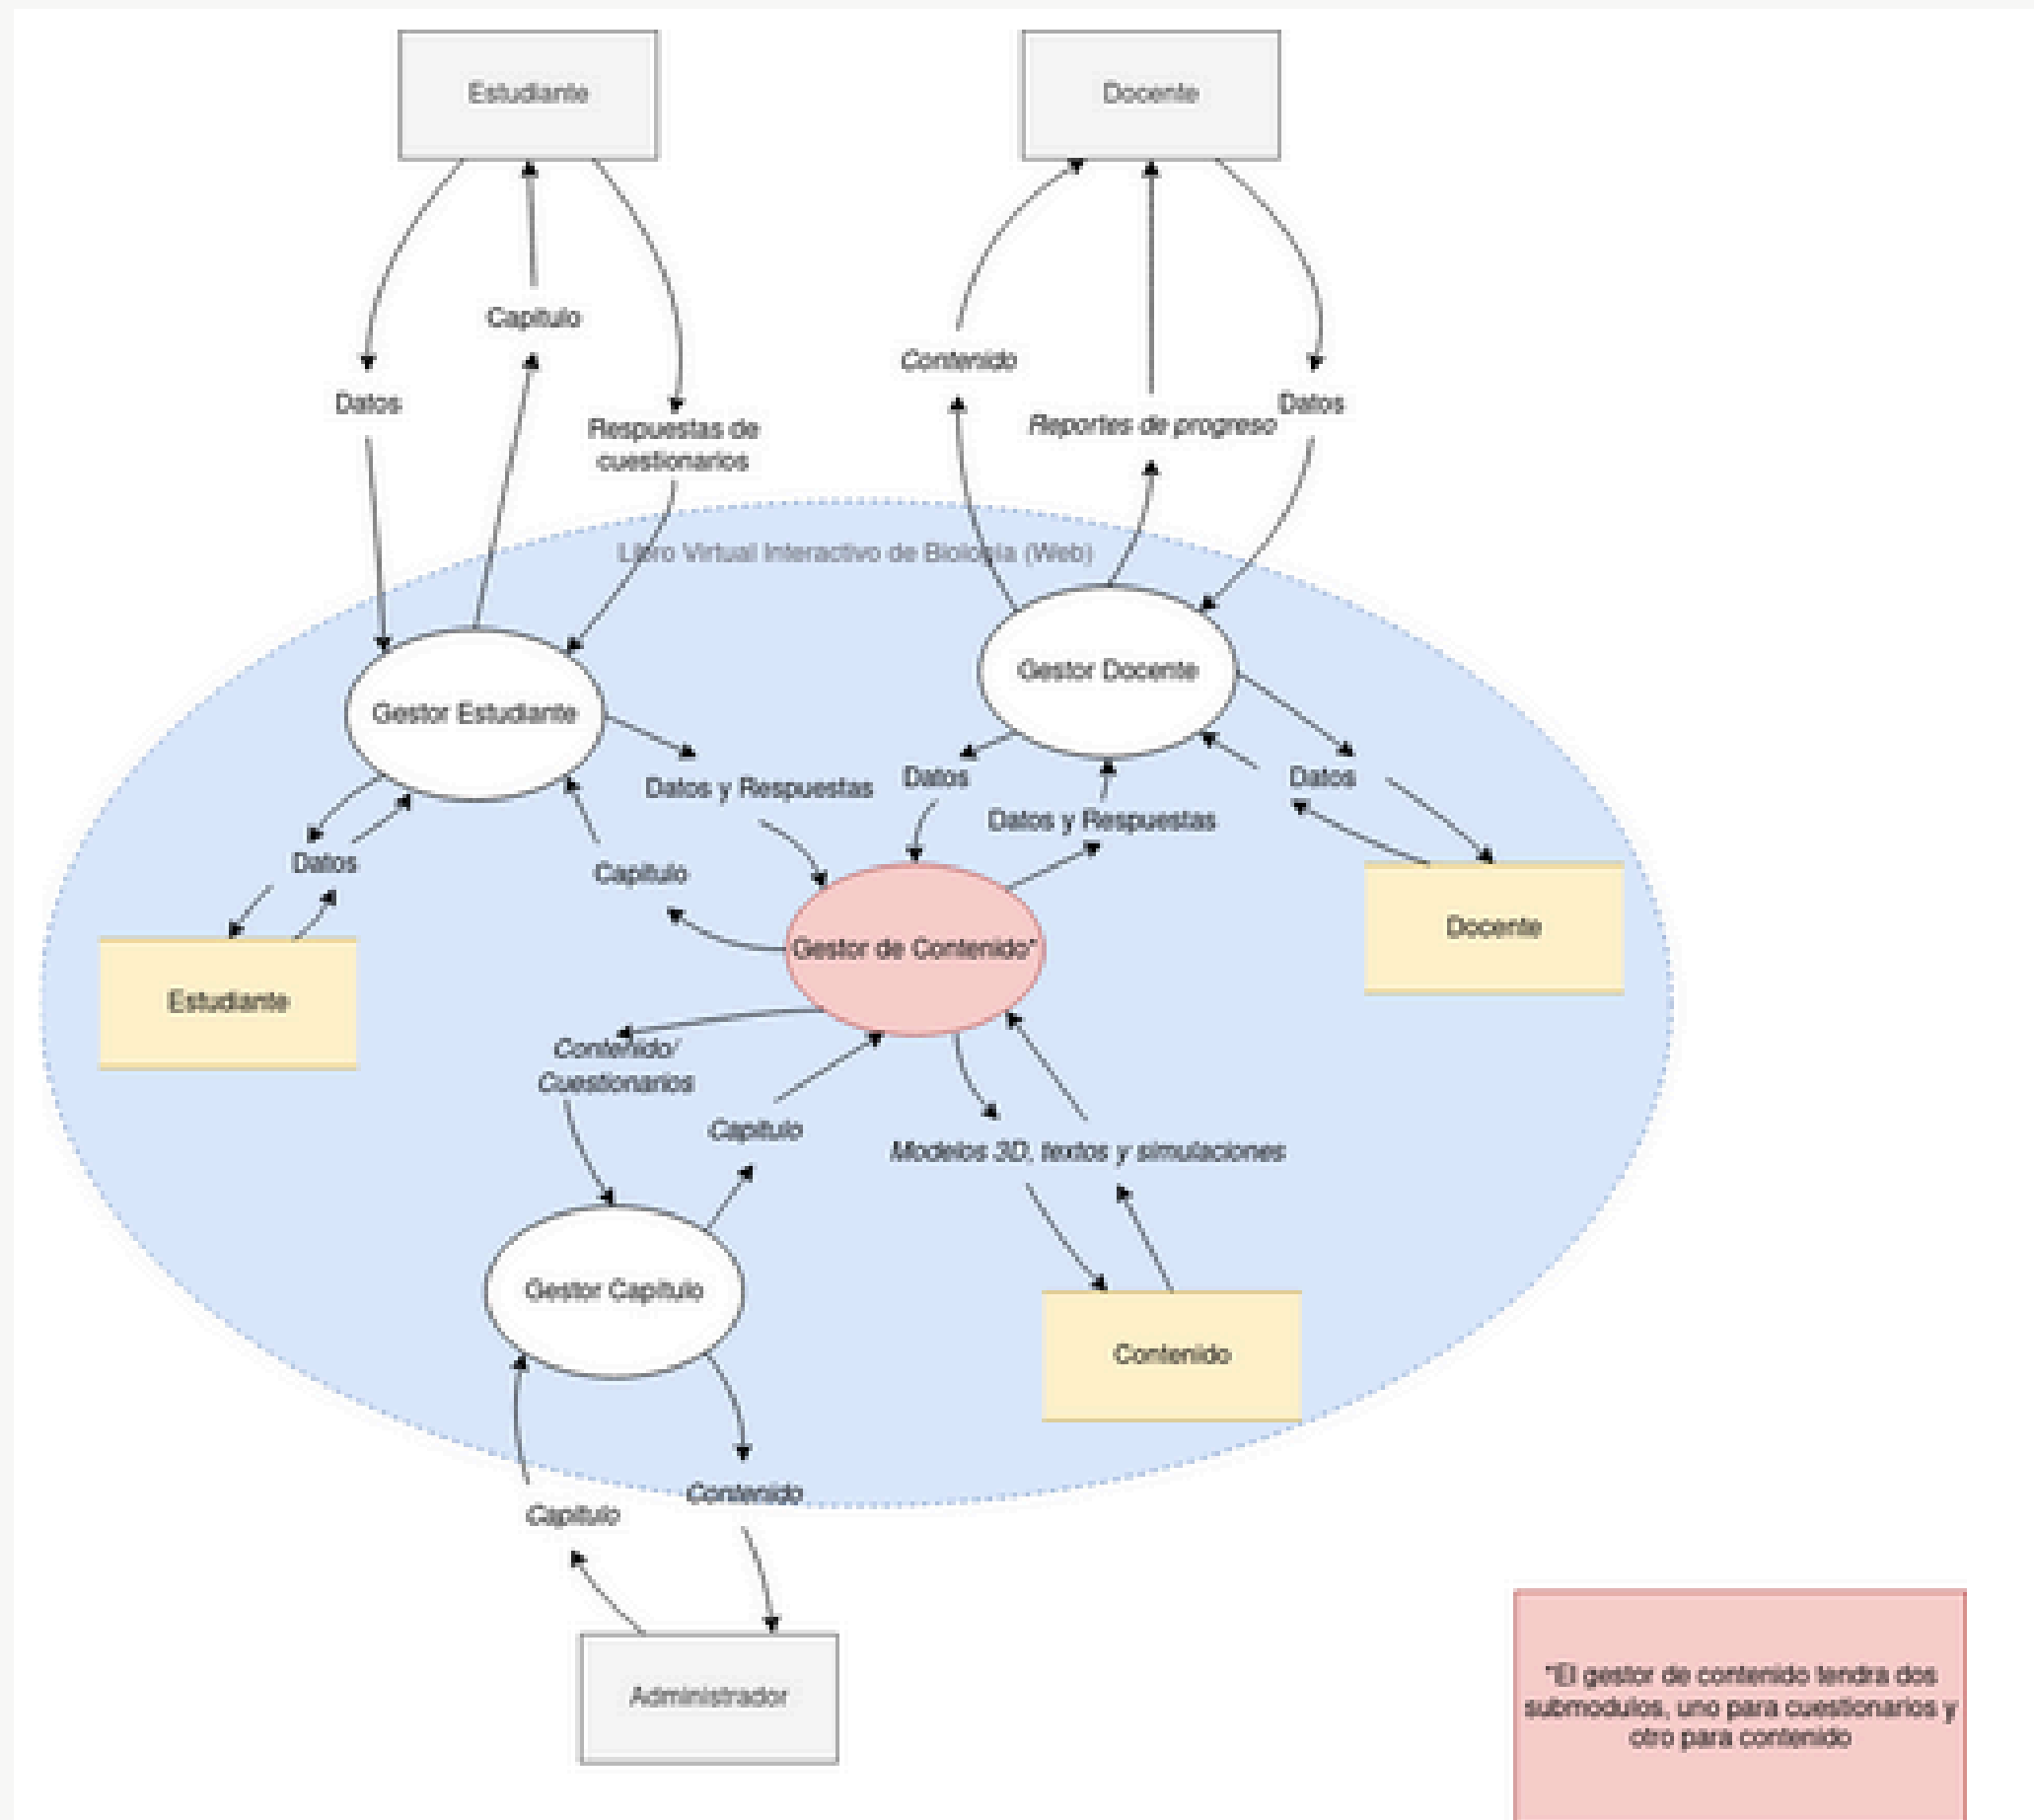 Estudiante
Docente
Capitulo
Contenido
Datos
Reportes de progreso
Datos
Respuestas de
cuestionarios
Libro Virtual Interactivo de Biología (Web)
Gestor Docente
Gestor Estudiante
Datos y Respuestas
Datos
Datos
Datos y Respuestas
Datos
Capitulo
Docente
Gestor de Contenido*
Estudiante
Contenido/
Cuestionarios
Capitulo
Modelos 3D, textos y simulaciones
Gestor Capítulo
Contenido
Contenido
Capítulo
Administrador
*El gestor de contenido tendra dos
submodulos, uno para cuestionarios y
otro para contenido